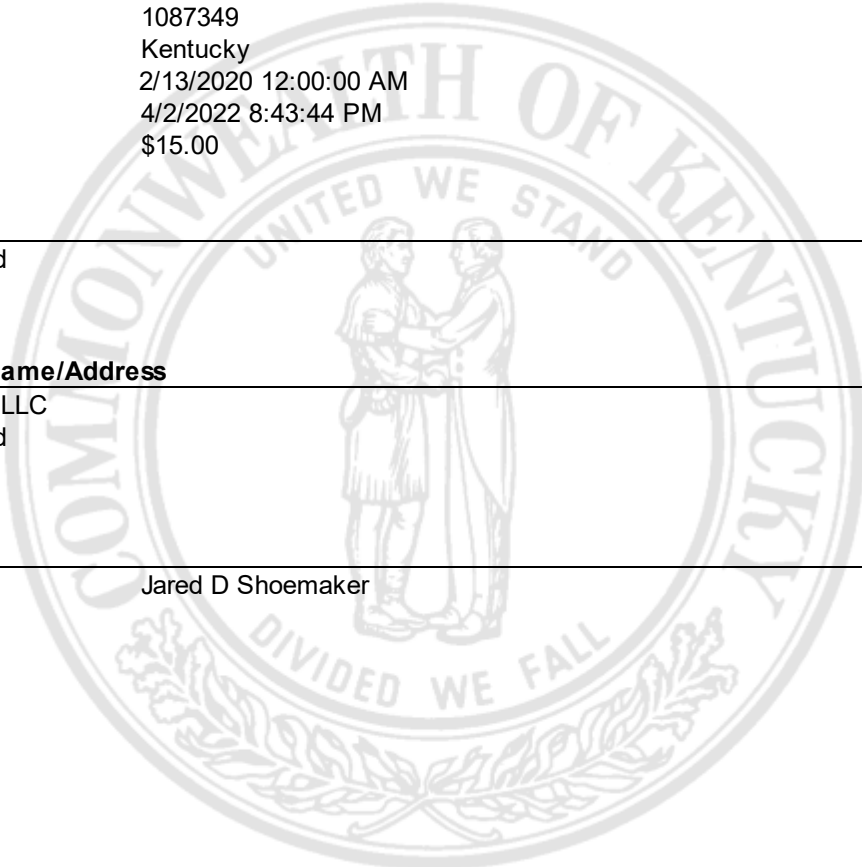 1087349
Kentucky
2/13/2020 12:00:00 AM
4/2/2022 8:43:44 PM
$15.00
COMMONWEALTH OF KENTUCKY
UNITED WE STAND
d
ame/Address
LLC
d
Jared D Shoemaker
DIVIDED WE FALL